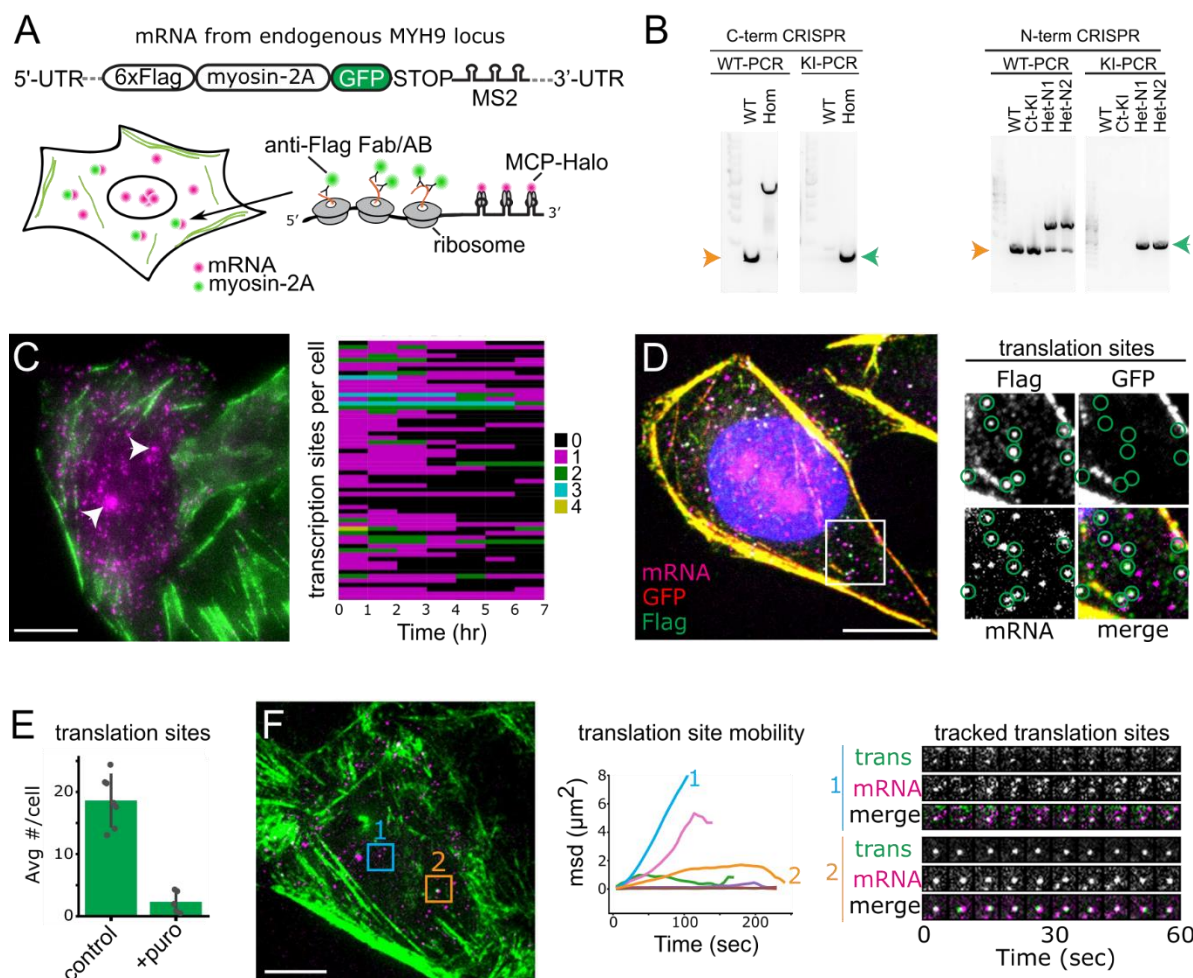 A
mRNA from endogenous MYH9 locus
5'-UTR 6xFlag myosin-2A GFP STOP MS2 3'-UTR
anti-Flag Fab/AB
MCP-Halo
5′
3′
ribosome
mRNA
myosin-2A
B
C-term CRISPR
WT-PCR KI-PCR
WT Hom WT Hom
N-term CRISPR
WT-PCR KI-PCR
WT Ct-KI Het-N1 Het-N2 WT Ct-KI Het-N1 Het-N2
C
transcription sites per cell
0
1
2
3
4
0 1 2 3 4 5 6 7
Time (hr)
D
mRNA
GFP
Flag
translation sites
Flag GFP
mRNA merge
E
translation sites
Avg #/cell
20
10
0
control +puro
F
1
2
translation site mobility
msd (µm²)
8
6
4
2
0
1
2
0 100 200
Time (sec)
tracked translation sites
1
trans
mRNA
merge
2
trans
mRNA
merge
0 30 60
Time (sec)